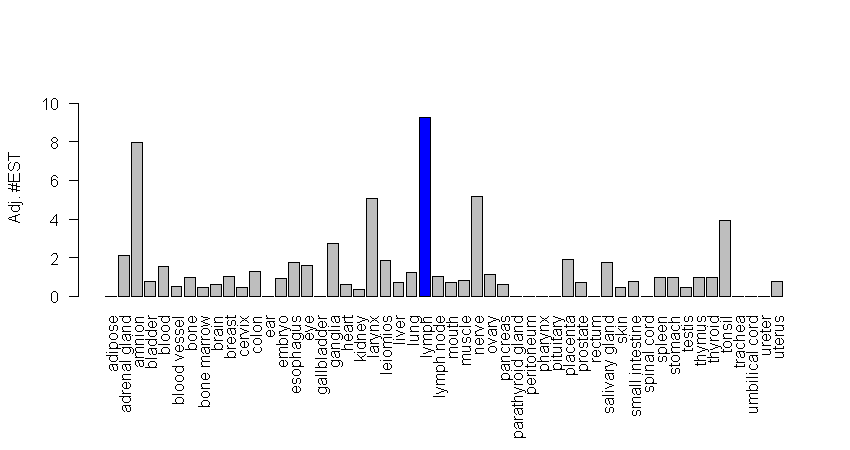 Adj. #EST
10
8
6
4
2
0
adipose
adrenal gland
amnion
bladder
blood
blood vessel
bone
bone marrow
brain
breast
cervix
colon
ear
embryo
esophagus
eye
gallbladder
ganglia
heart
kidney
larynx
leiomios
liver
lung
lymph
lymph node
mouth
muscle
nerve
ovary
pancreas
parathyroid gland
peritoneum
pharynx
pituitary
placenta
prostate
rectum
salivary gland
skin
small intestine
spinal cord
spleen
stomach
testis
thymus
thyroid
tonsil
trachea
umbilical cord
ureter
uterus